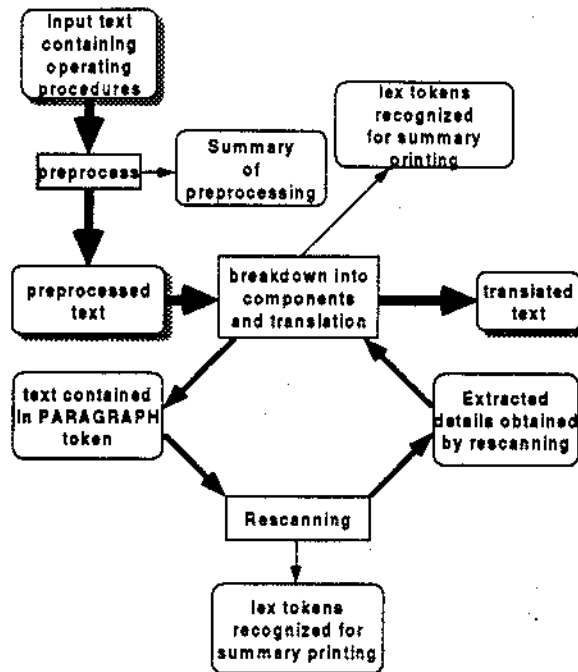 Input text
containing
operating
procedures
lex tokens
recognized
for summary
printing
preprocess
Summary
of
preprocessing
preprocessed
text
breakdown into
components
and translation
translated
text
text contained
in PARAGRAPH
token
Extracted
details obtained
by rescanning
Rescanning
lex tokens
recognized for
summary printing